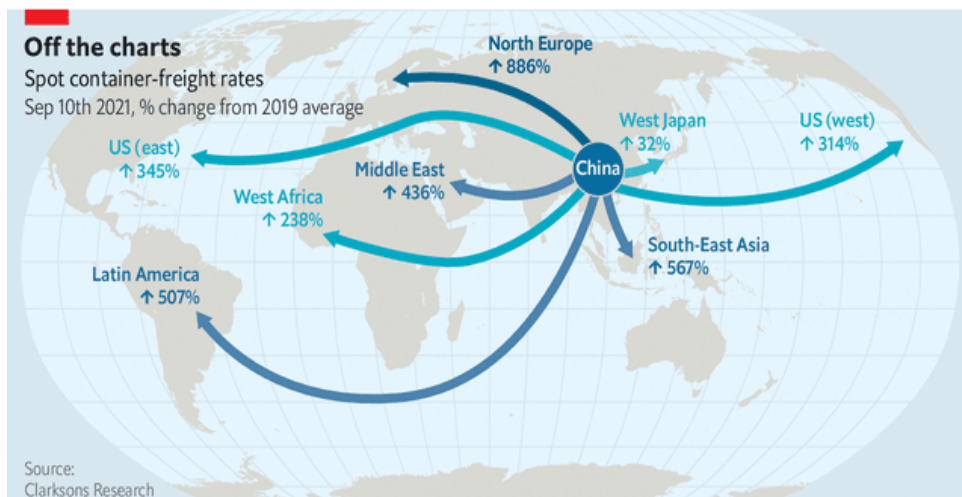 Off the charts
Spot container-freight rates
Sep 10th 2021, % change from 2019 average
North Europe
↑ 886%
US (east)
↑ 345%
Middle East
↑ 436%
West Africa
↑ 238%
Latin America
↑ 507%
China
West Japan
↑ 32%
US (west)
↑ 314%
South-East Asia
↑ 567%
Source:
Clarksons Research